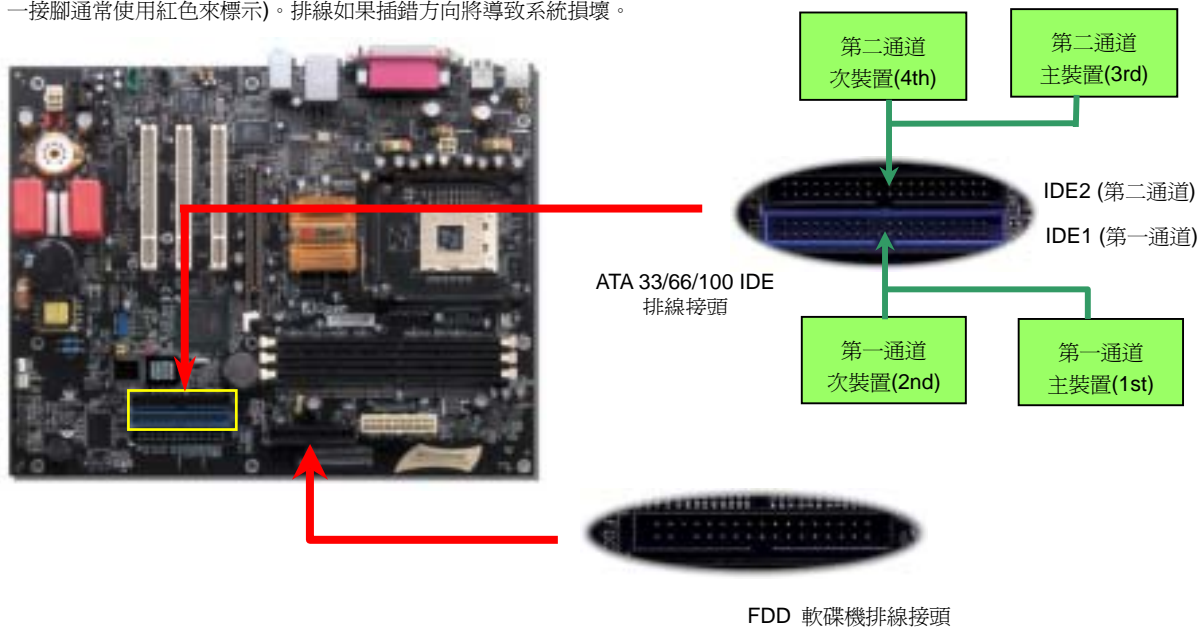 一接腳通常使用紅色來標示)。排線如果插錯方向將導致系統損壞。
第二通道
次裝置(4th)
第二通道
主裝置(3rd)
IDE2 (第二通道)
IDE1 (第一通道)
ATA 33/66/100 IDE
排線接頭
第一通道
次裝置(2nd)
第一通道
主裝置(1st)
FDD 軟碟機排線接頭